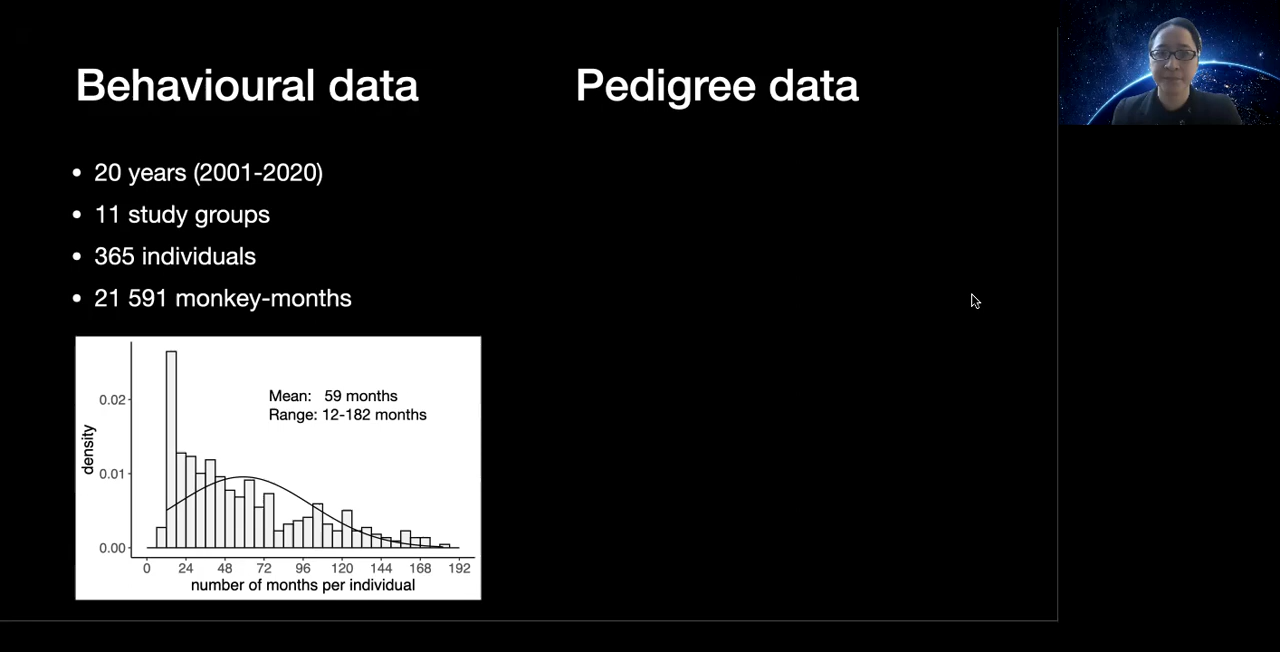 Behavioural data
Pedigree data
• 20 years (2001-2020)
• 11 study groups
• 365 individuals
• 21 591 monkey-months
Mean: 59 months
Range: 12-182 months
density
0.02
0.01
0.00
0 24 48 72 96 120 144 168 192
number of months per individual